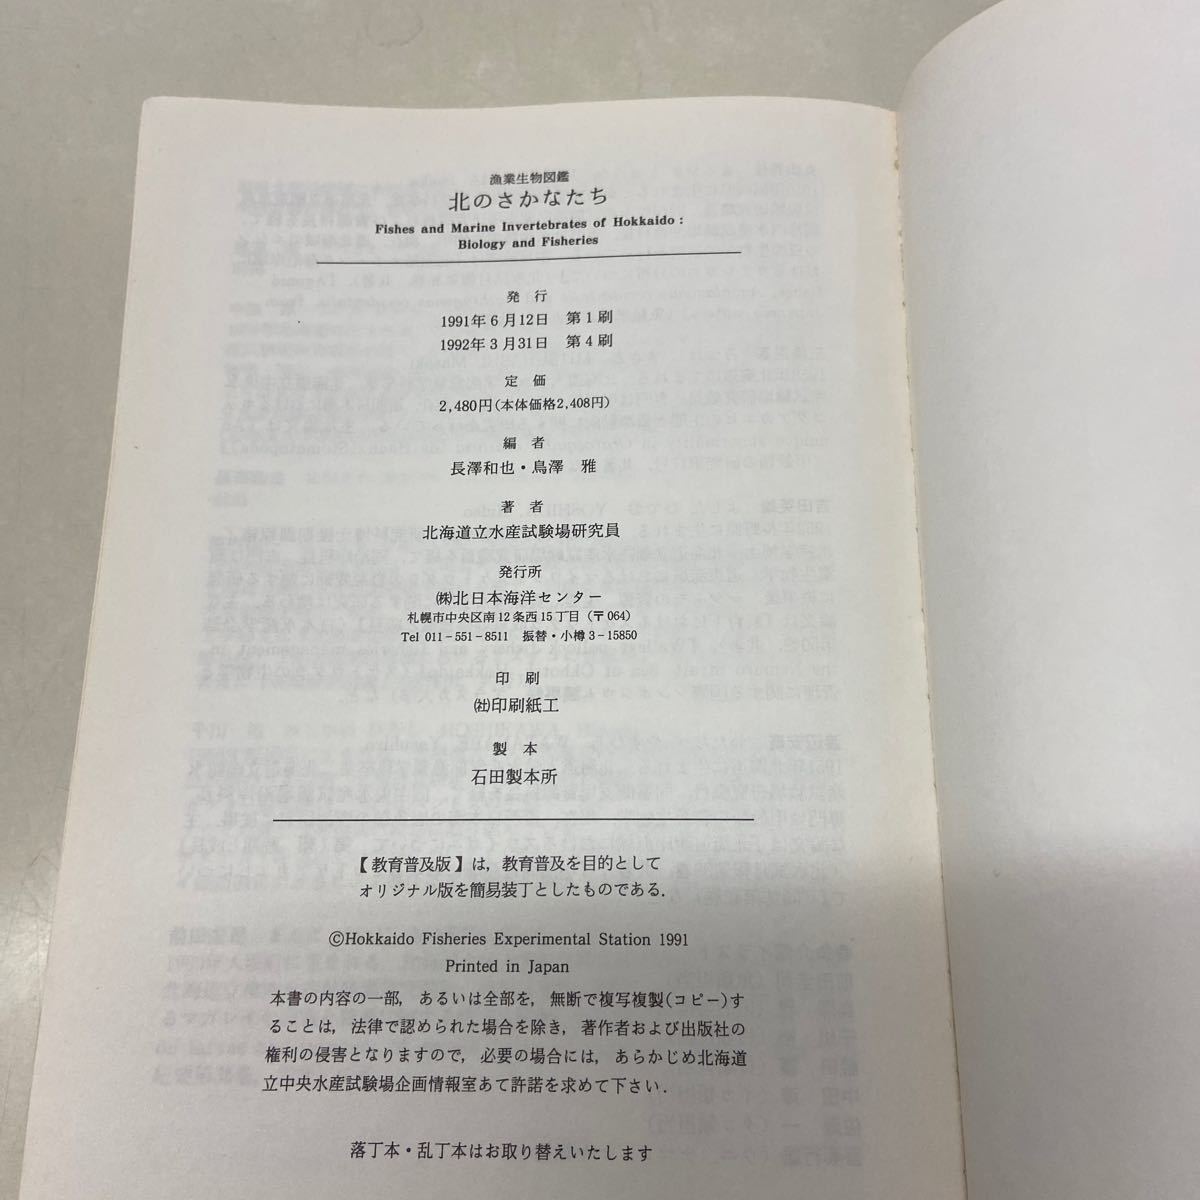 漁業生物図鑑
北のさかなたち
Fishes and Marine Invertebrates of Hokkaido :
Biology and Fisheries
発行
1991年6月12日 第1刷
1992年3月31日 第4刷
定価
2,480円(本体価格2,408円)
編者
長澤和也・鳥澤 雅
著者
北海道立水産試験場研究員
発行所
㈱北日本海洋センター
札幌市中央区南12条西15丁目(〒064)
Tel 011-551-8511 振替・小樽3-15850
印刷
㈳印刷紙工
製本
石田製本所
【教育普及版】は,教育普及を目的として
オリジナル版を簡易装丁としたものである.
©Hokkaido Fisheries Experimental Station 1991
Printed in Japan
本書の内容の一部,あるいは全部を,無断で複写複製(コピー)す
ることは,法律で認められた場合を除き,著作者および出版社の
権利の侵害となりますので,必要の場合には,あらかじめ北海道
立中央水産試験場企画情報室あて許諾を求めて下さい.
落丁本・乱丁本はお取り替えいたします